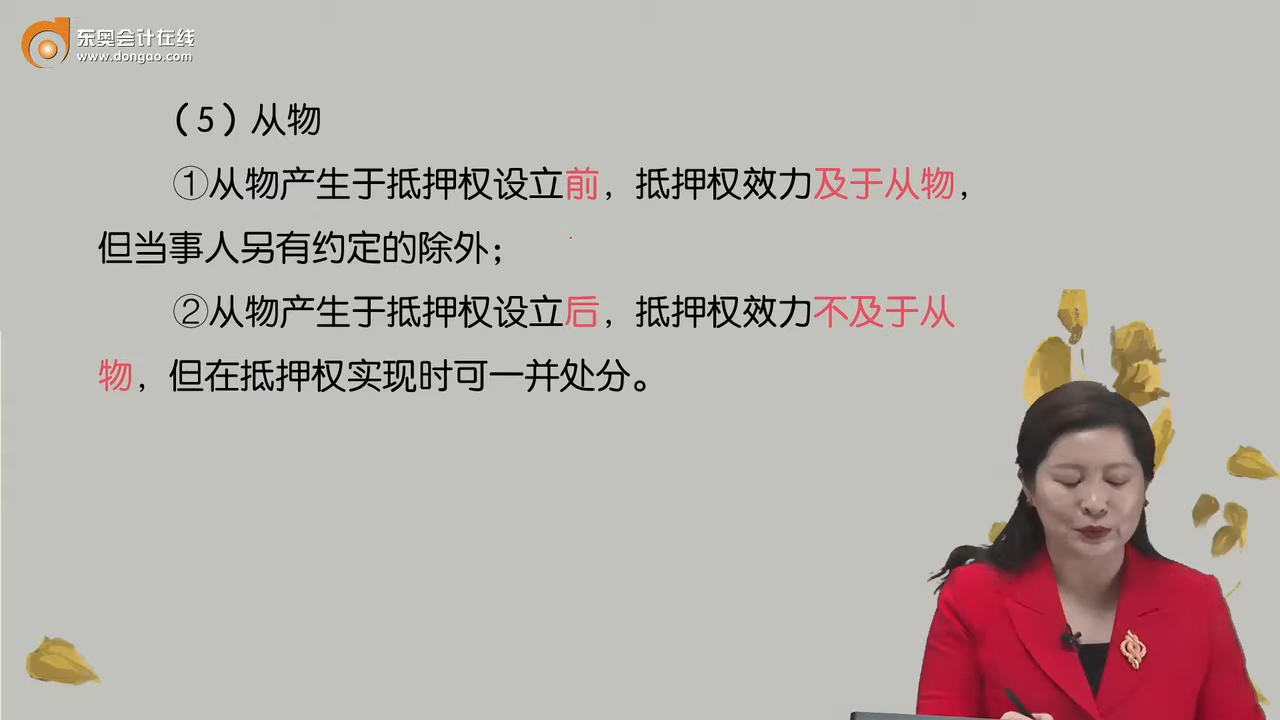 东奥会计在线
www.dongao.com
（5）从物
①从物产生于抵押权设立前，抵押权效力及于从物，
但当事人另有约定的除外；
②从物产生于抵押权设立后，抵押权效力不及于从
物，但在抵押权实现时可一并处分。